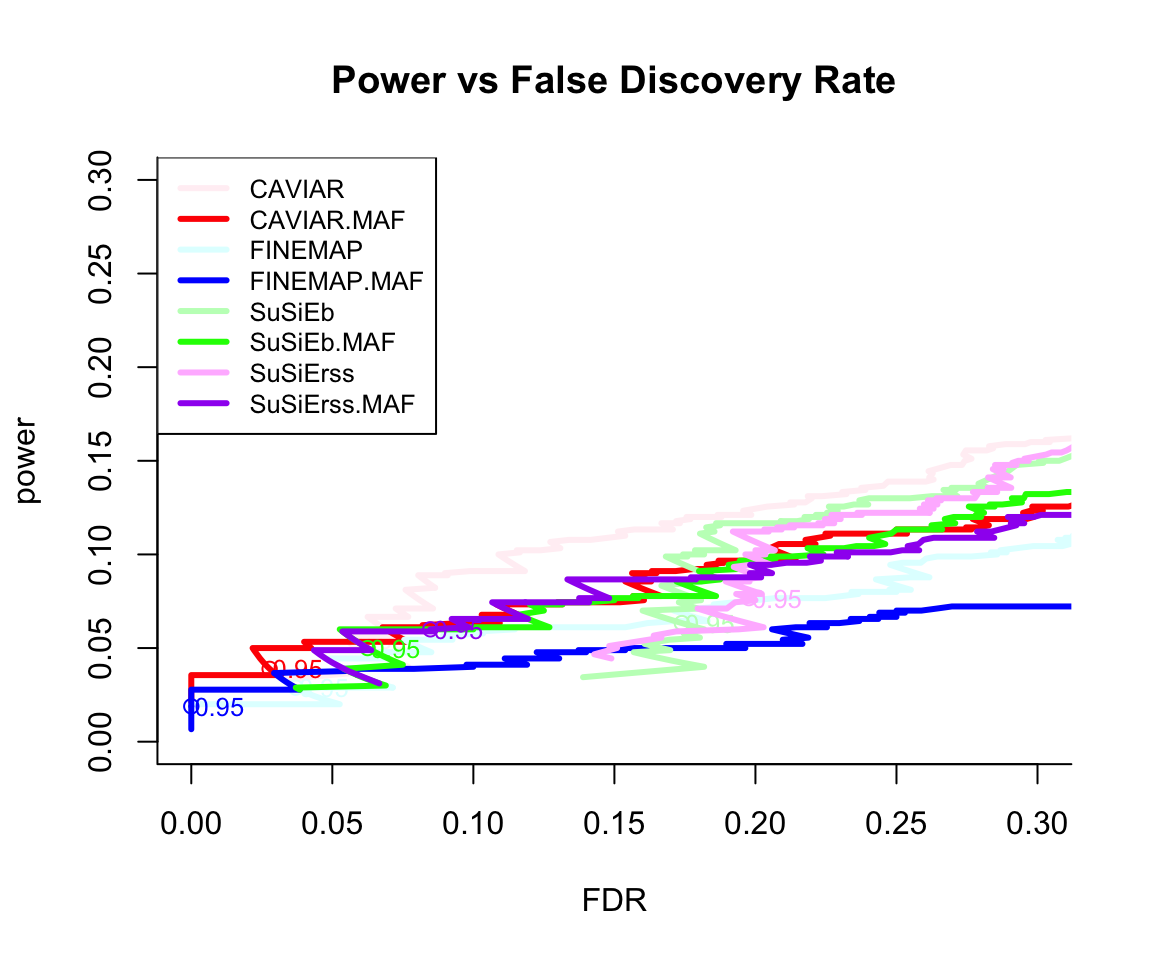 Power vs False Discovery Rate
power
0.30
0.25
0.20
0.15
0.10
0.05
0.00
CAVIAR
CAVIAR.MAF
FINEMAP
FINEMAP.MAF
SuSiEb
SuSiEb.MAF
SuSiErss
SuSiErss.MAF
0.95
0.95
0.95
0.95
0.95
0.95
0.00 0.05 0.10 0.15 0.20 0.25 0.30
FDR